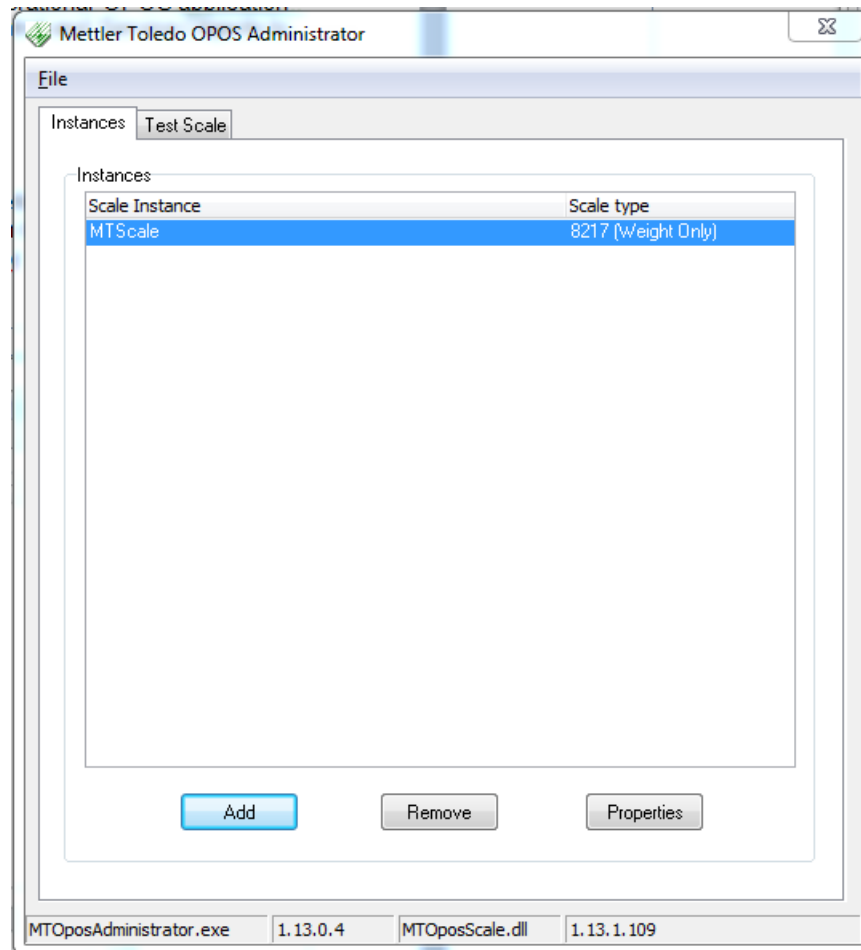 Mettler Toledo OPOS Administrator
File
Instances Test Scale
Instances
Scale Instance Scale type
MTScale 8217 (Weight Only)
Add Remove Properties
MTOposAdministrator.exe 1.13.0.4 MTOposScale.dll 1.13.1.109